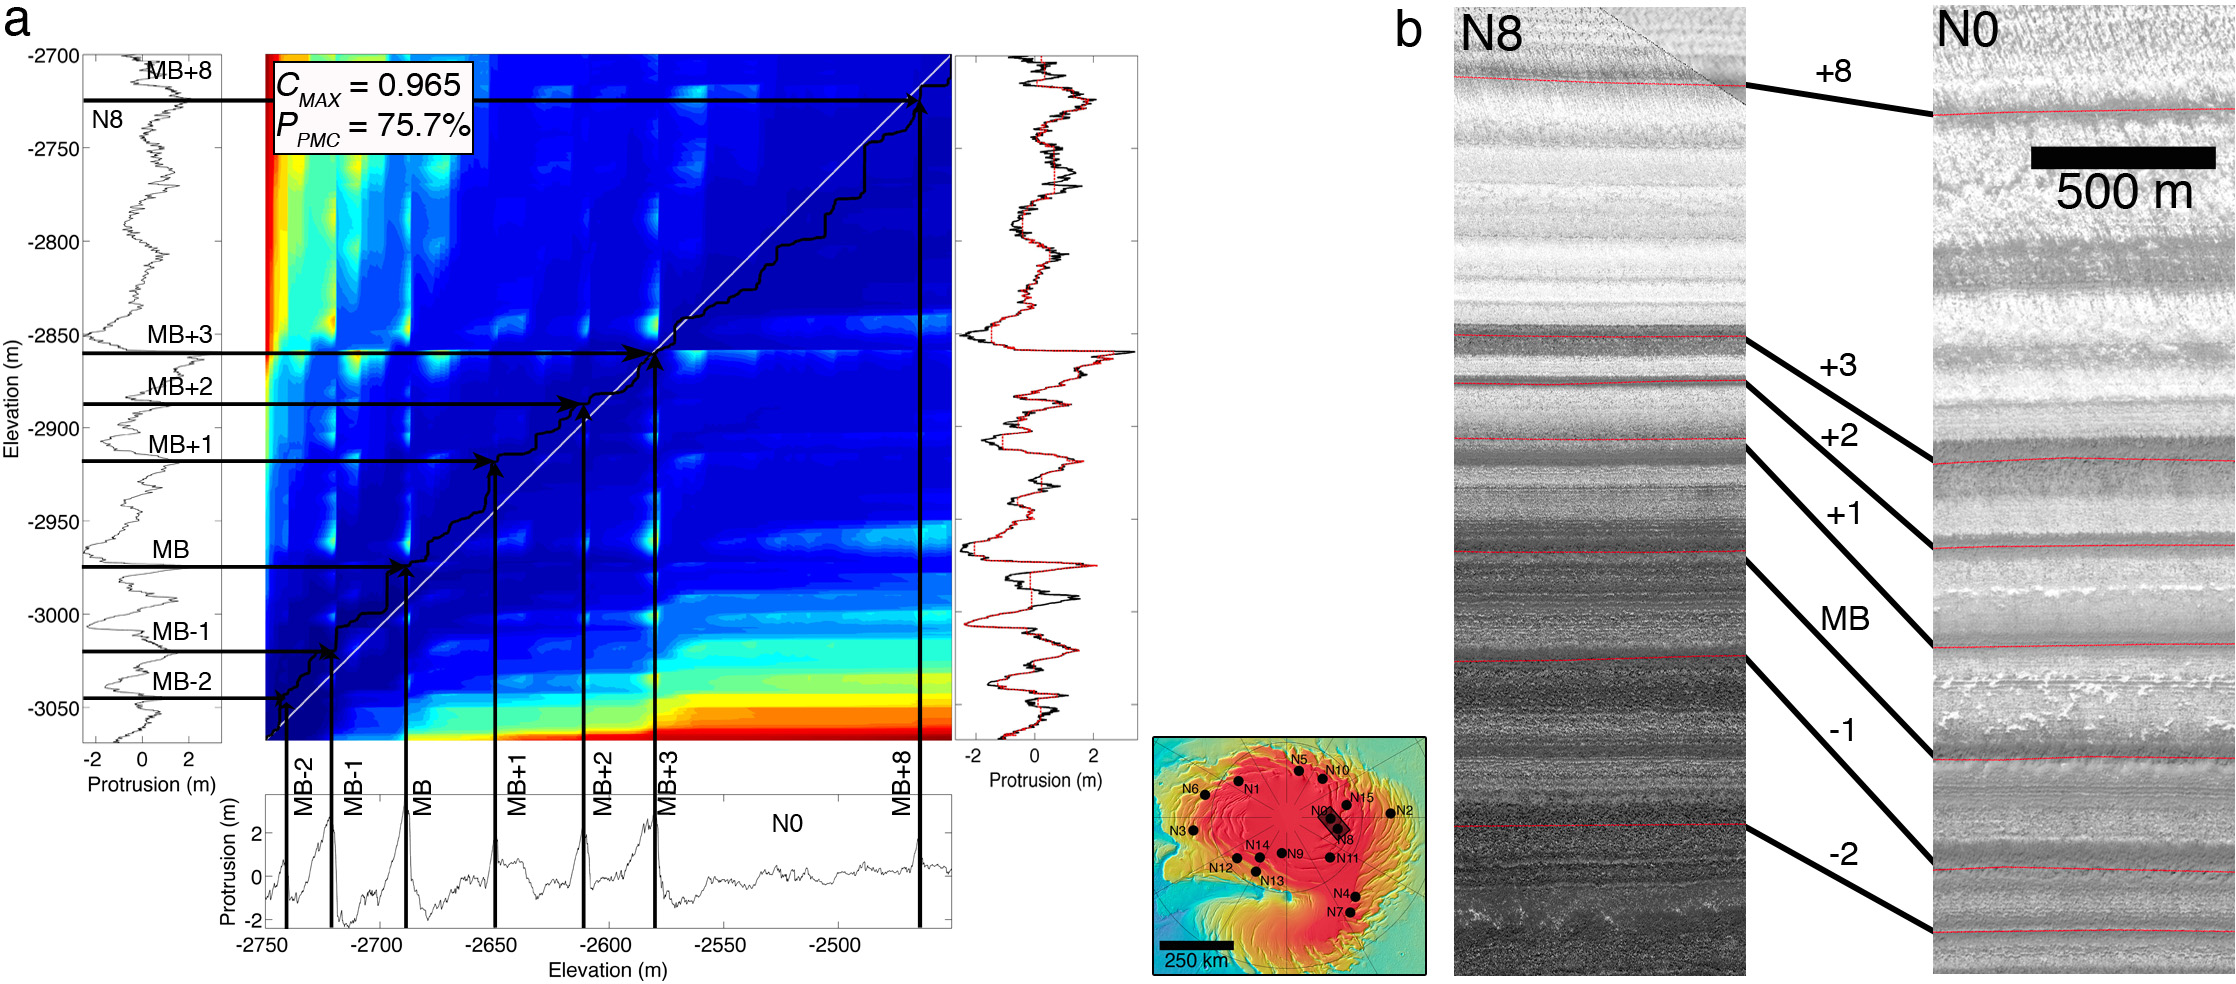 a
-2700
-2750
-2800
-2850
-2900
-2950
-3000
-3050
Elevation (m)
MB+8
N8
MB+3
MB+2
MB+1
MB
MB-1
MB-2
-2 0 2
Protrusion (m)
C MAX = 0.965
P PMC = 75.7%
-2 0 2
Protrusion (m)
MB-2
MB-1
MB
MB+1
MB+2
MB+3
MB+8
Protrusion (m)
2
0
-2
N0
-2750 -2700 -2650 -2600 -2550 -2500
Elevation (m)
N5
N10
N6
N1
N15
N0
N2
N3
N8
N14
N9
N11
N12
N13
N4
N7
250 km
b
N8
N0
500 m
+8
+3
+2
+1
MB
-1
-2